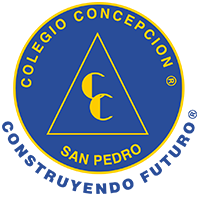 COLEGIO CONCEPCION ®
CC
SAN PEDRO
CONSTRUYENDO FUTURO ®